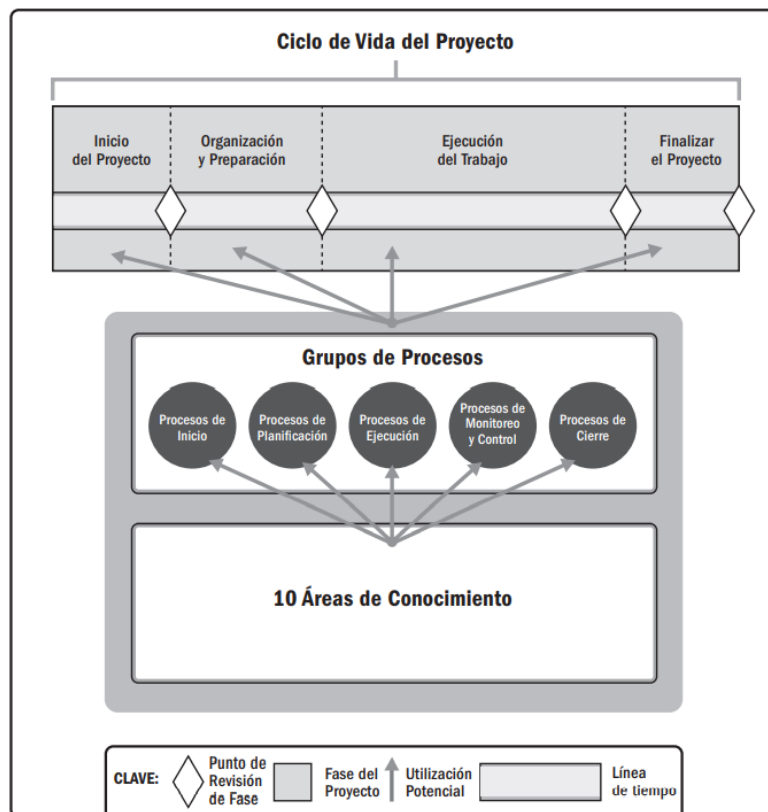 Ciclo de Vida del Proyecto
Inicio
del Proyecto
Organización
y Preparación
Ejecución
del Trabajo
Finalizar
el Proyecto
Grupos de Procesos
Procesos de
Inicio
Procesos de
Planificación
Procesos de
Ejecución
Procesos de
Monitoreo
y Control
Procesos de
Cierre
10 Áreas de Conocimiento
CLAVE:
Punto de
Revisión
de Fase
Fase del
Proyecto
Utilización
Potencial
Línea
de tiempo